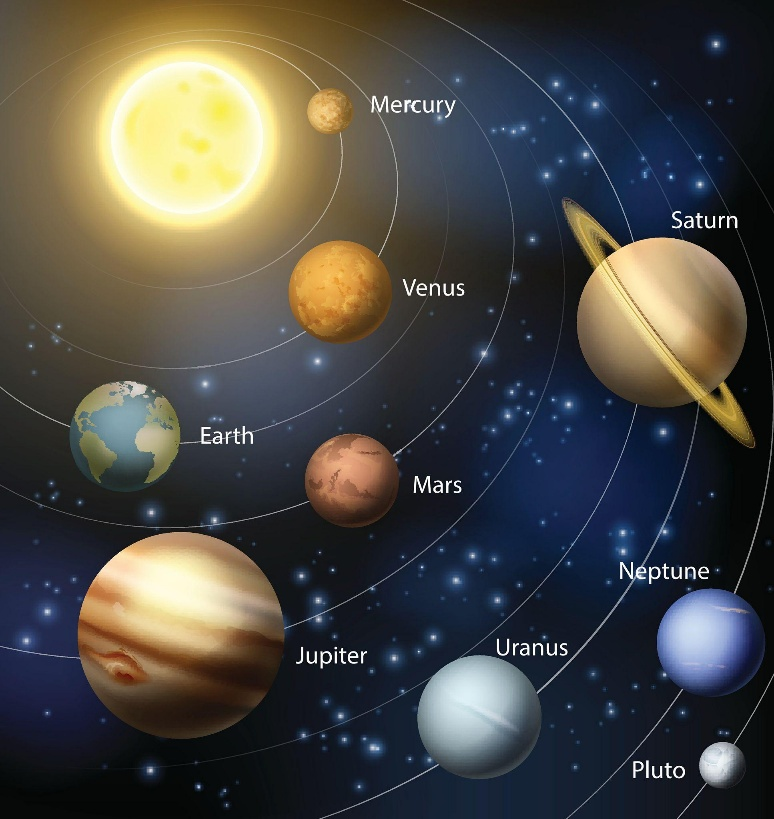 Mercury
Saturn
Venus
Earth
Mars
Neptune
Uranus
Jupiter
Pluto